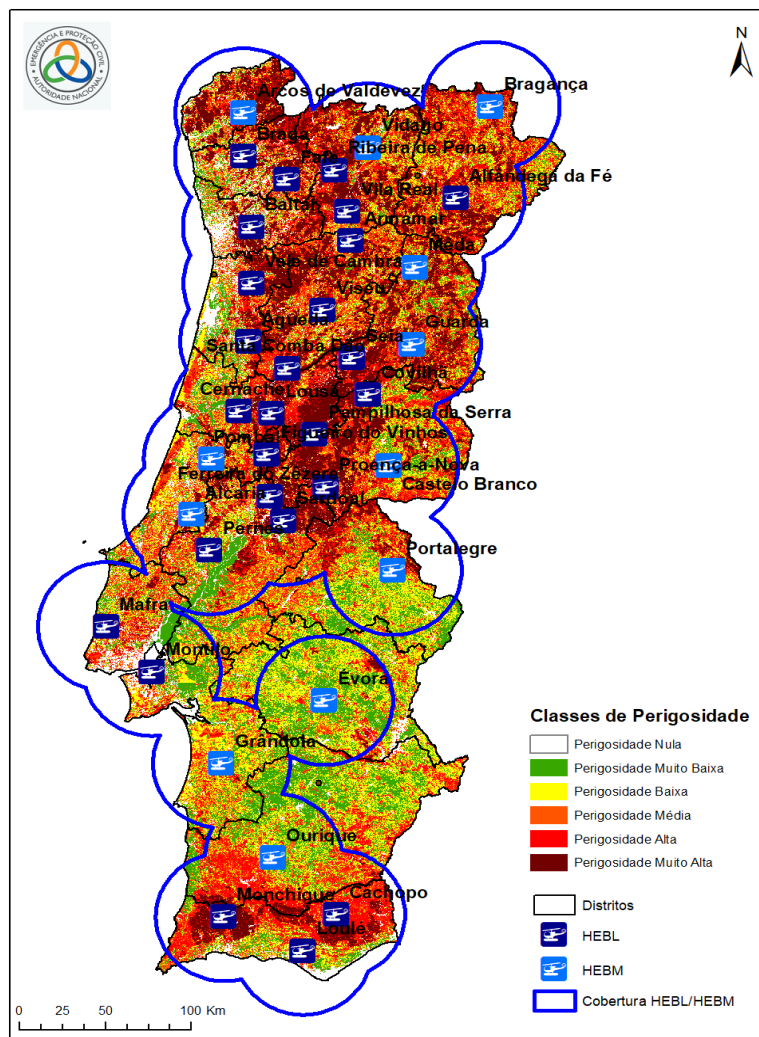 EMERGÊNCIA E PROTEÇÃO CIVIL
AUTORIDADE NACIONAL
N
Arcos de Valdevez
Bragança
Braga
Vidago
Fafe
Ribeira de Pena
Vila Real
Alfândega da Fé
Baltar
Armamar
Mêda
Vale de Cambra
Viseu
Águeda
Guarda
Santa Comba Dão
Seia
Covilhã
Cernache
Lousã
Pampilhosa da Serra
Pombal
Figueiró do Vinhos
Ferreira do Zêzere
Proença-a-Nova
Castelo Branco
Alcaria
Sardoal
Pernes
Portalegre
Mafra
Montijo
Évora
Grândola
Ourique
Monchique
Cachopo
Loulé
Classes de Perigosidade
Perigosidade Nula
Perigosidade Muito Baixa
Perigosidade Baixa
Perigosidade Média
Perigosidade Alta
Perigosidade Muito Alta
Distritos
HEBL
HEBM
Cobertura HEBL/HEBM
0 25 50 100 Km